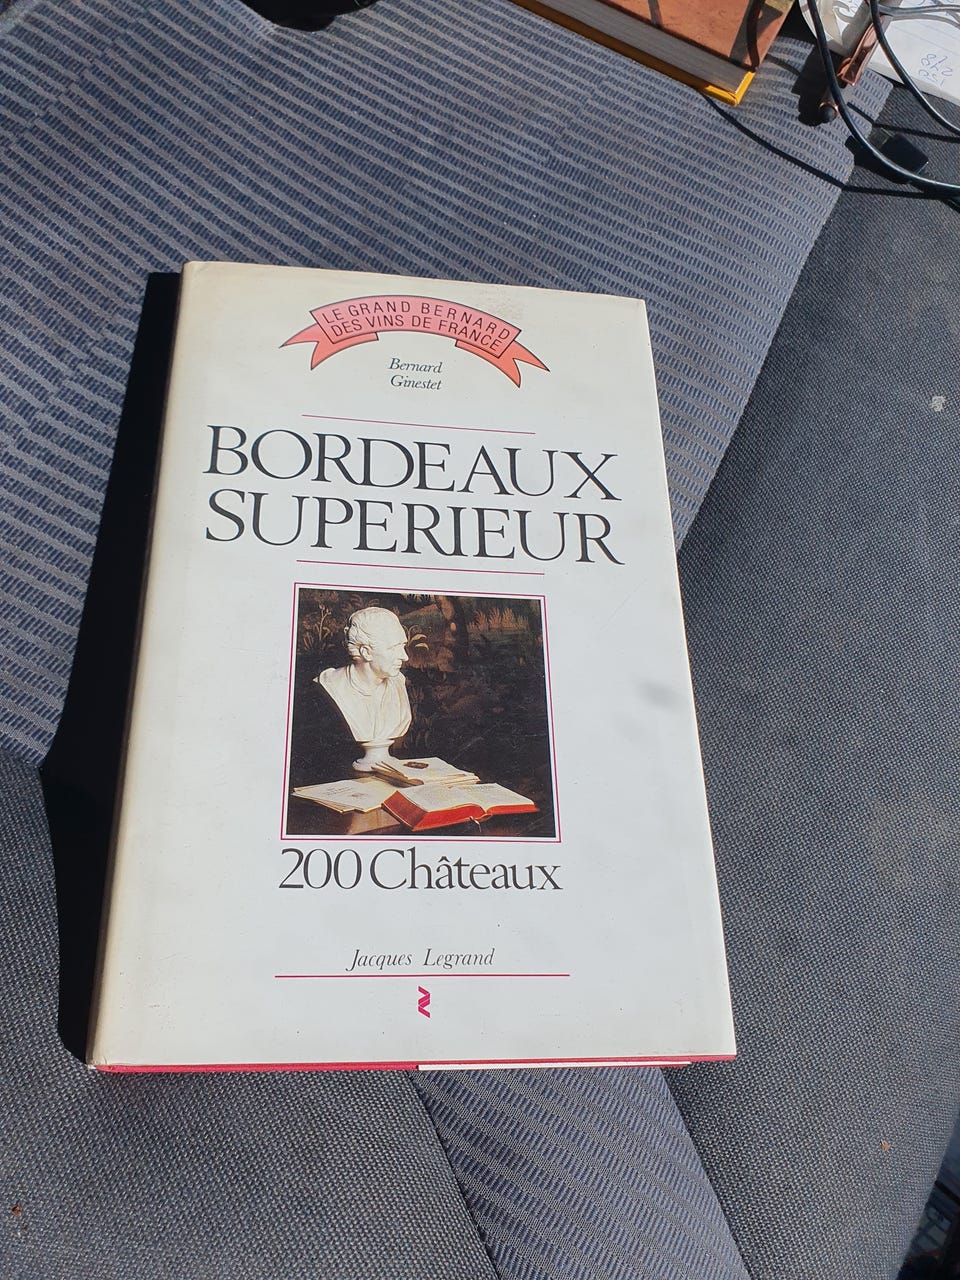 LE GRAND BERNARD
DES VINS DE FRANCE
Bernard
Ginestet
BORDEAUX
SUPERIEUR
200 Châteaux
Jacques Legrand